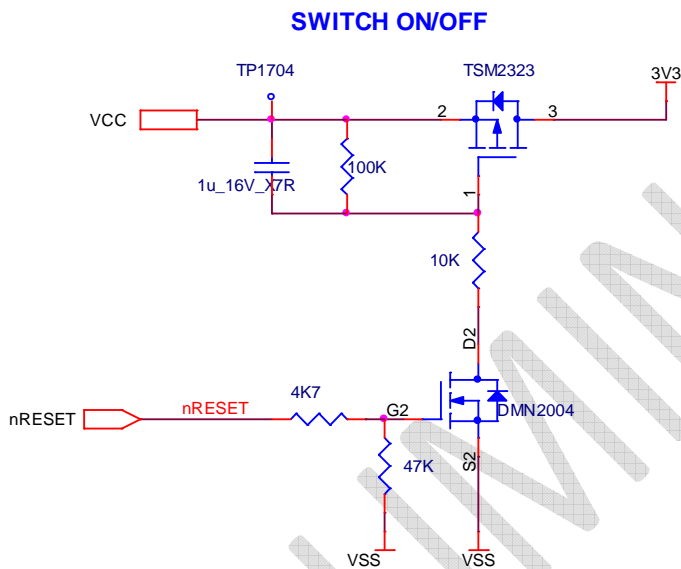 SWITCH ON/OFF
TP1704
TSM2323
3V3
VCC
2
3
100K
1u_16V_X7R
1
10K
D2
nRESET
nRESET
4K7
G2
DMN2004
47K
S2
VSS
VSS